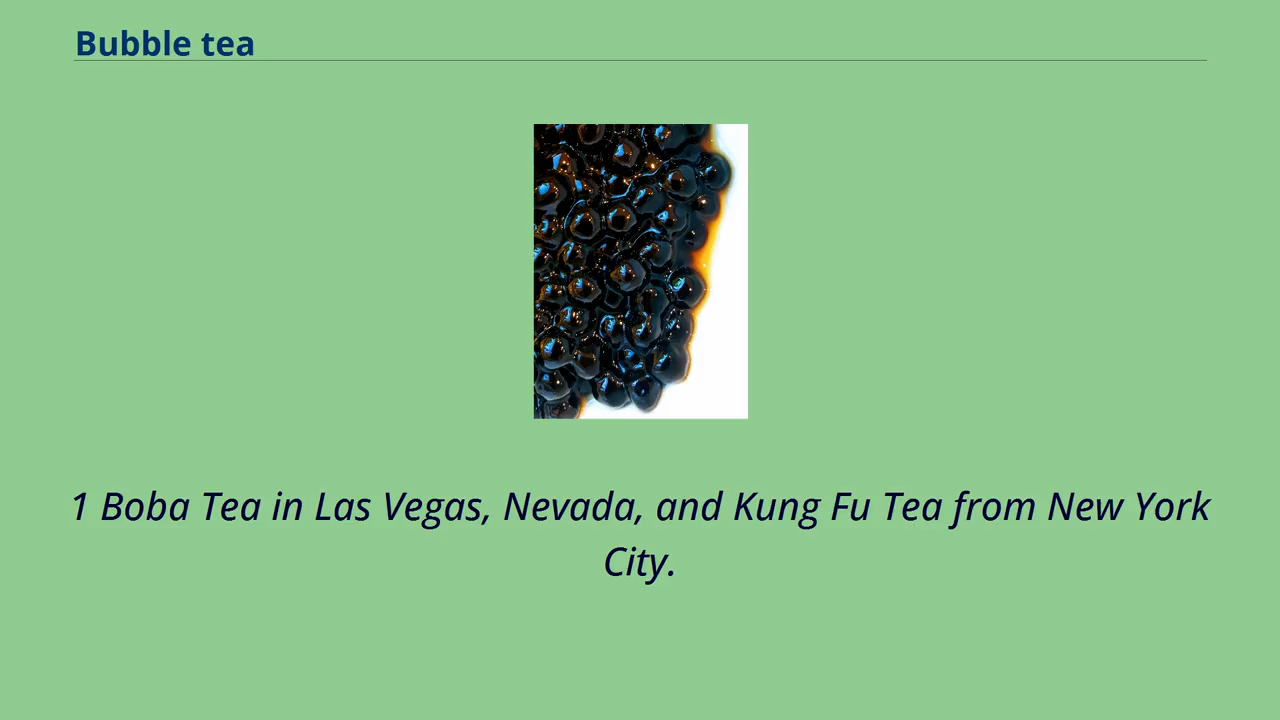 Bubble tea
1 Boba Tea in Las Vegas, Nevada, and Kung Fu Tea from New York
City.